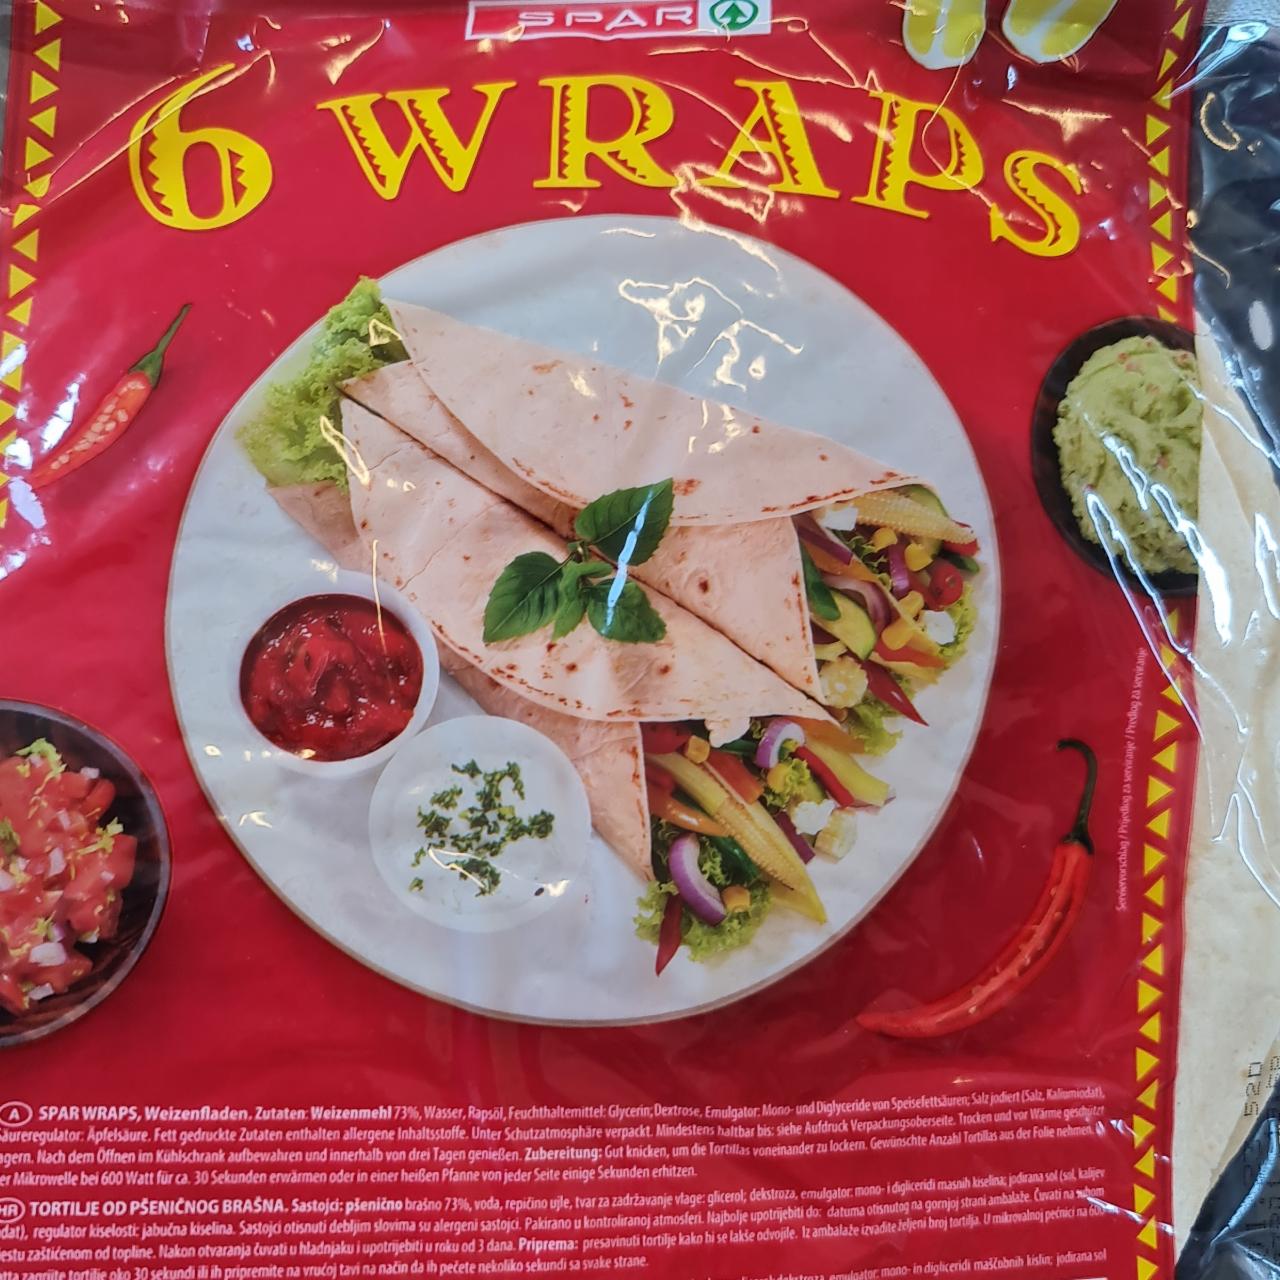 SPAR
6 WRAPS
Serviervorschlag / Prijedlog za serviranje / Predlog za serviranje
A SPAR WRAPS, Weizenfladen. Zutaten: Weizenmehl 73%, Wasser, Rapsöl, Feuchthaltemittel: Glycerin; Dextrose, Emulgator: Mono- und Diglyceride von Speisefettsäuren; Salz jodiert (Salz, Kaliumiodat),
Säureregulator: Äpfelsäure. Fett gedruckte Zutaten enthalten allergene Inhaltsstoffe. Unter Schutzatmosphäre verpackt. Mindestens haltbar bis: siehe Aufdruck Verpackungsoberseite. Trocken und vor Wärme geschützt
lagern. Nach dem Öffnen im Kühlschrank aufbewahren und innerhalb von drei Tagen genießen. Zubereitung: Gut knicken, um die Tortillas voneinander zu lockern. Gewünschte Anzahl Tortillas aus der Folie nehmen
der Mikrowelle bei 600 Watt für ca. 30 Sekunden erwärmen oder in einer heißen Pfanne von jeder Seite einige Sekunden erhitzen.
HR TORTILJE OD PŠENIČNOG BRAŠNA. Sastojci: pšenično brašno 73%, voda, repičino ulje, tvar za zadržavanje vlage: glicerol; dekstroza, emulgator: mono- i digliceridi masnih kiselina; jodirana sol (sol, kalijev
jodat), regulator kiselosti: jabučna kiselina. Sastojci otisnuti debljim slovima su alergeni sastojci. Pakirano u kontroliranoj atmosferi. Najbolje upotrijebiti do: datuma otisnutog na gornjoj strani ambalaže. Čuvati na suhom
mjestu zaštićenom od topline. Nakon otvaranja čuvati u hladnjaku i upotrijebiti u roku od 3 dana. Priprema: presavinuti tortilje kako bi se lakše odvojile. Iz ambalaže izvadite željeni broj tortilja. U mikrovalnoj pećnici na 600
vatta zagrijte tortilje oko 30 sekundi ili ih pripremite na vrućoj tavi na način da ih pečete nekoliko sekundi sa svake strane.
dekstroza, emulgator: mono- in digliceridi maščobnih kislin; jodirana sol